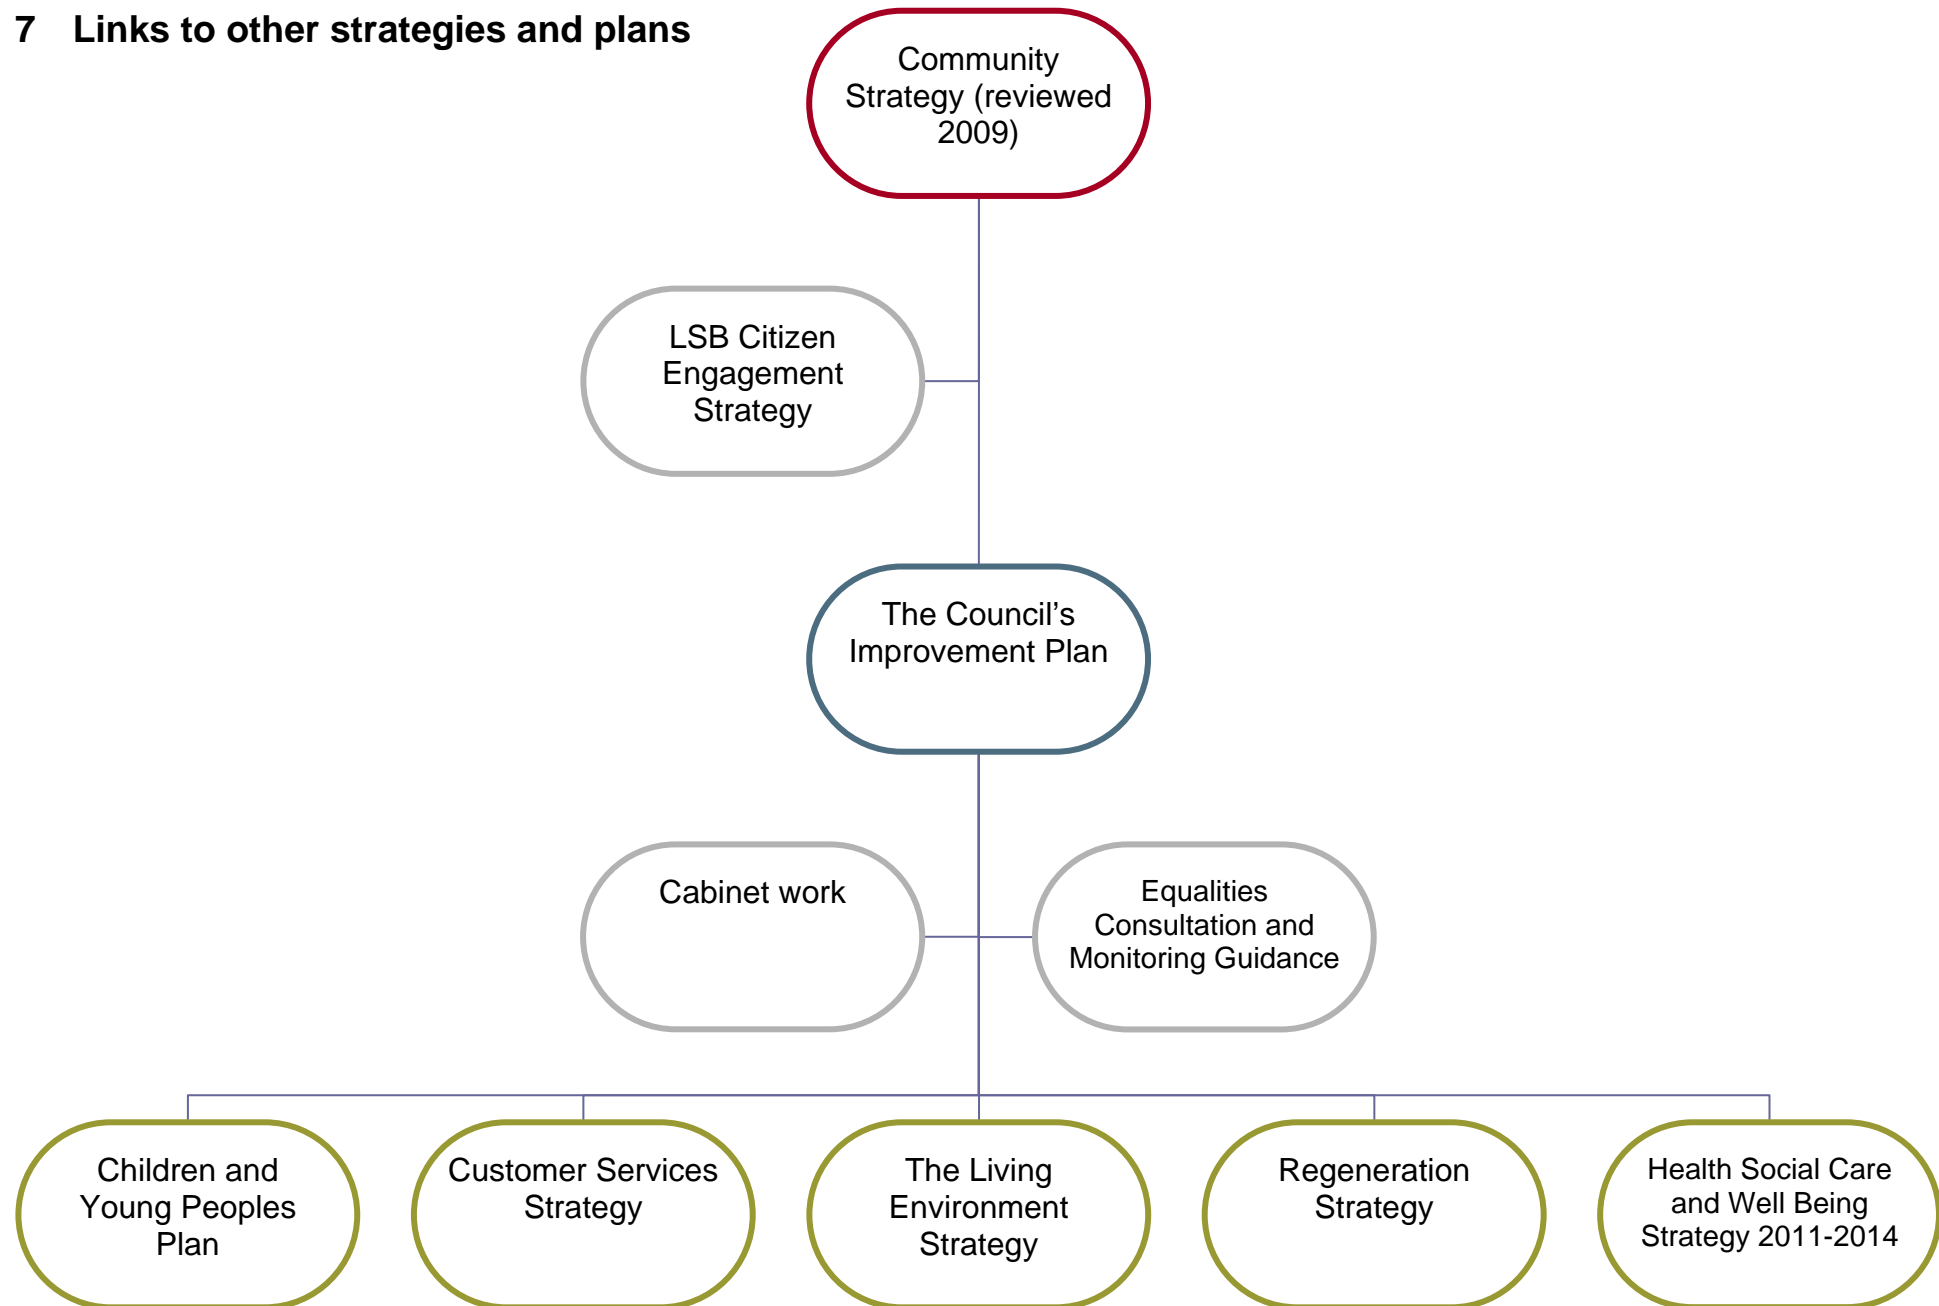 7 Links to other strategies and plans
Community
Strategy (reviewed
2009)
LSB Citizen
Engagement
Strategy
The Council’s
Improvement Plan
Cabinet work
Equalities
Consultation and
Monitoring Guidance
Children and
Young Peoples
Plan
Customer Services
Strategy
The Living
Environment
Strategy
Regeneration
Strategy
Health Social Care
and Well Being
Strategy 2011-2014